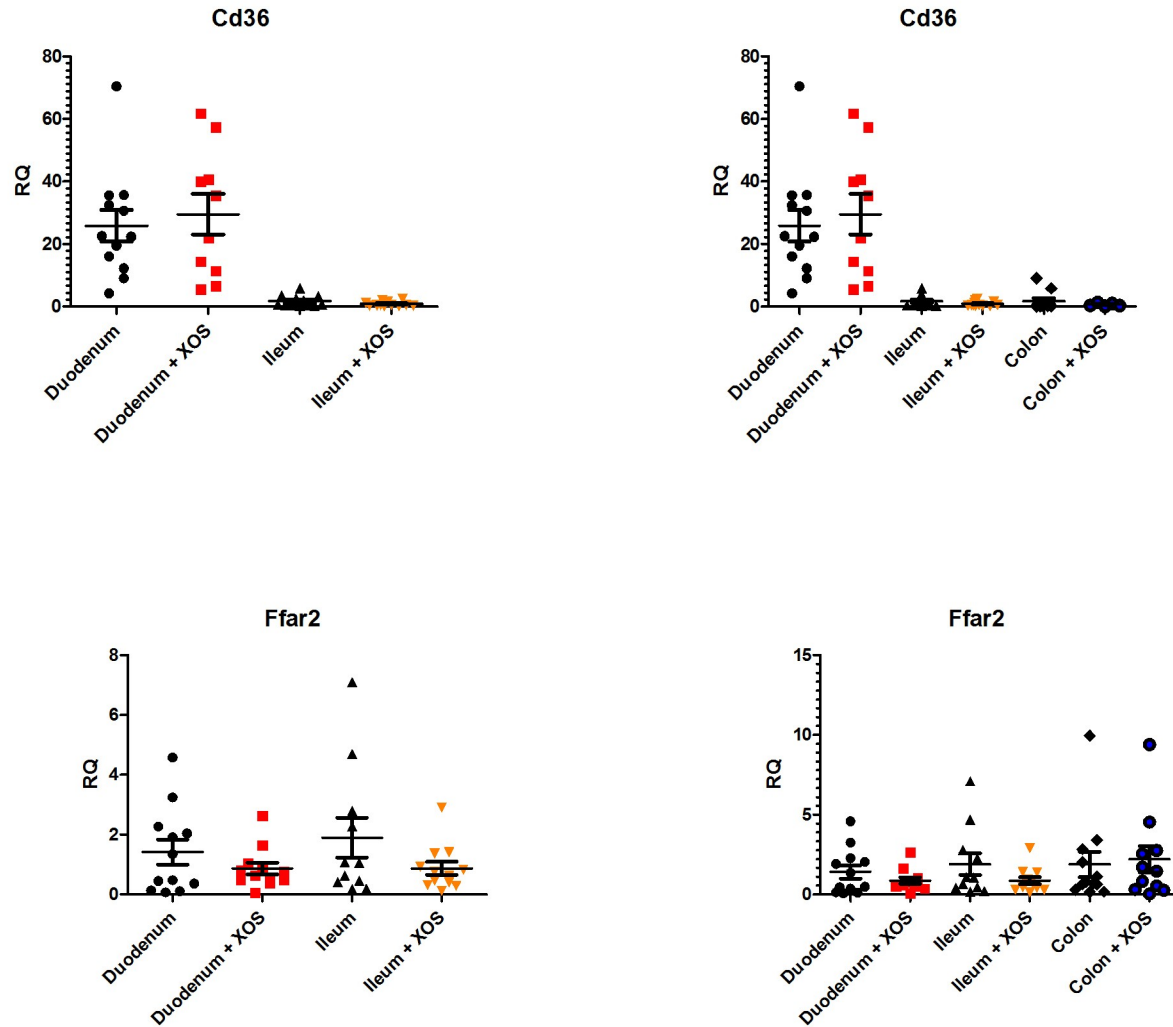 Cd36
80
60
40
20
0
RQ
Duodenum
Duodenum + XOS
Ileum
Ileum + XOS
Cd36
80
60
40
20
0
RQ
Duodenum
Duodenum + XOS
Ileum
Ileum + XOS
Colon
Colon + XOS
Ffar2
8
6
4
2
0
RQ
Duodenum
Duodenum + XOS
Ileum
Ileum + XOS
Ffar2
15
10
5
0
RQ
Duodenum
Duodenum + XOS
Ileum
Ileum + XOS
Colon
Colon + XOS